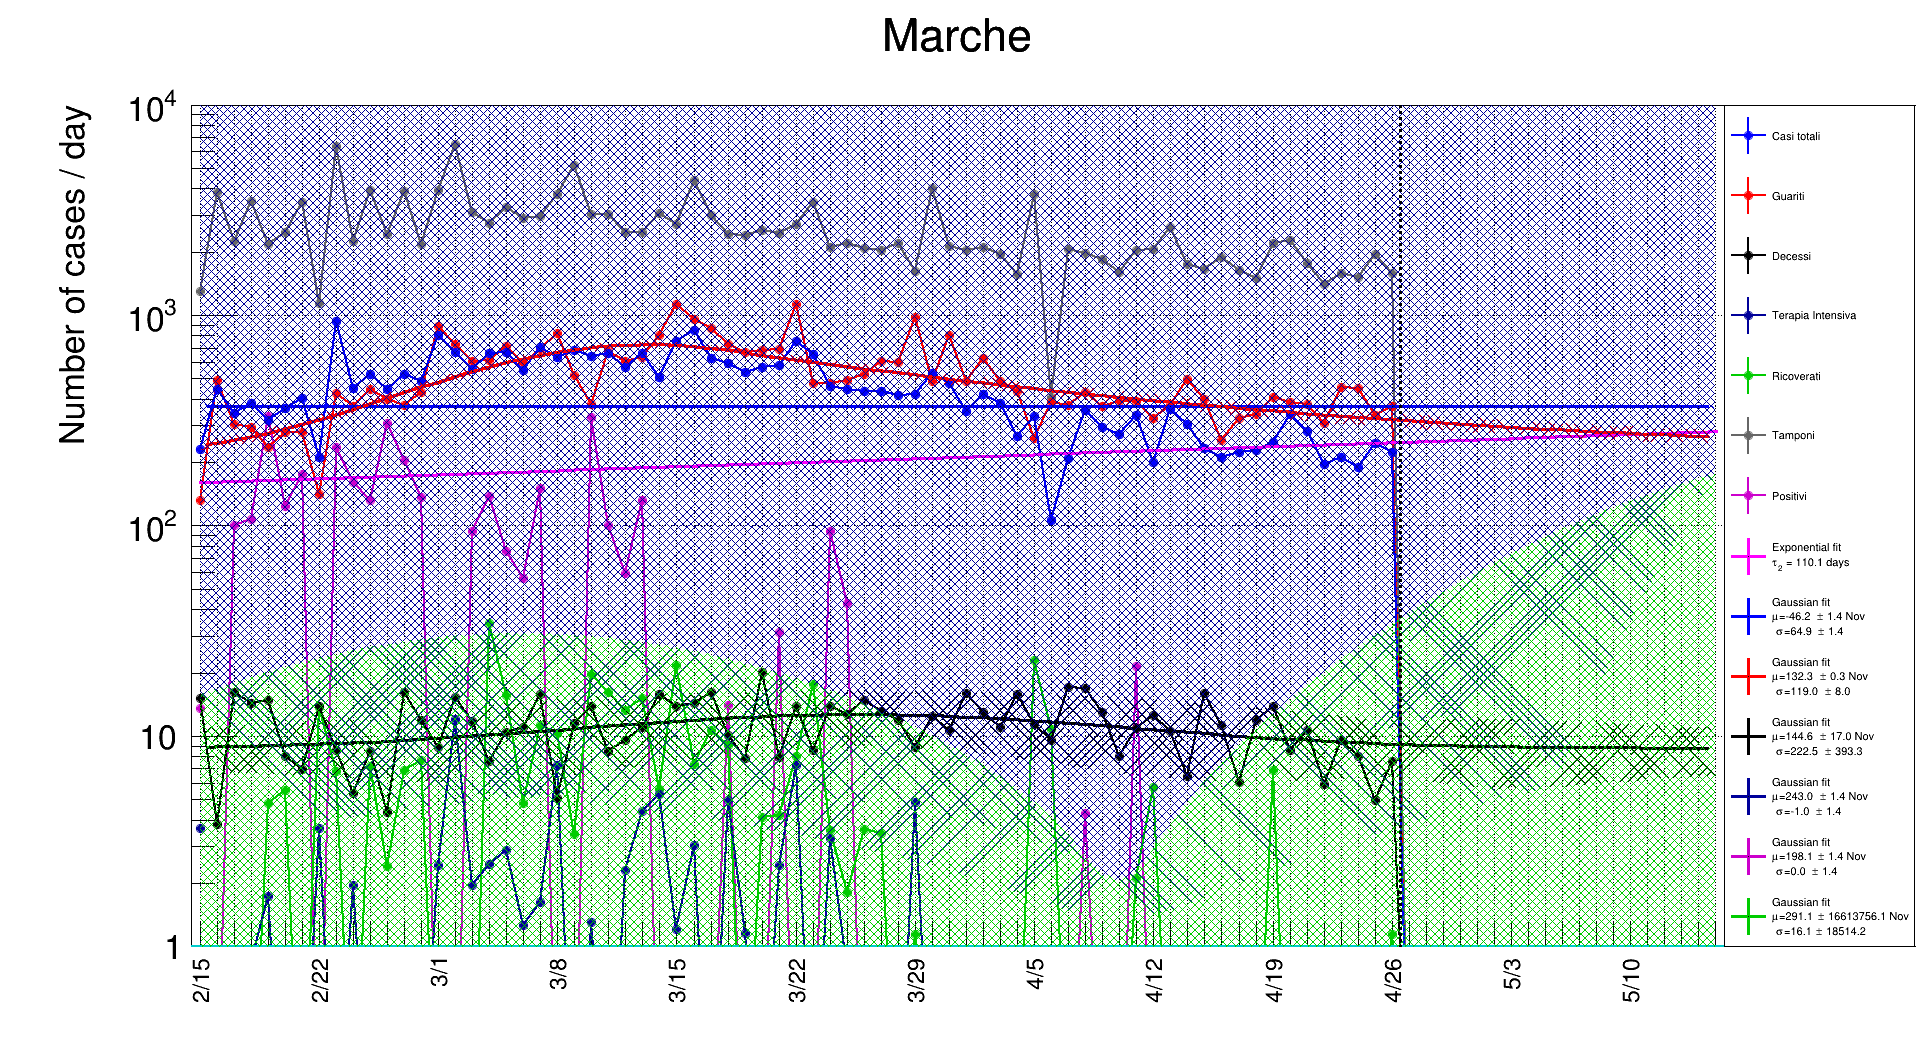 Marche
Number of cases / day
10^4
10^3
10^2
10
1
2/15 2/22 3/1 3/8 3/15 3/22 3/29 4/5 4/12 4/19 4/26 5/3 5/10
Casi totali
Guariti
Decessi
Terapia Intensiva
Ricoverati
Tamponi
Positivi
Exponential fit
τ2 = 110.1 days
Gaussian fit
μ=-46.2 ± 1.4 Nov
σ=64.9 ± 1.4
Gaussian fit
μ=132.3 ± 0.3 Nov
σ=119.0 ± 8.0
Gaussian fit
μ=144.6 ± 17.0 Nov
σ=222.5 ± 393.3
Gaussian fit
μ=243.0 ± 1.4 Nov
σ=-1.0 ± 1.4
Gaussian fit
μ=198.1 ± 1.4 Nov
σ=0.0 ± 1.4
Gaussian fit
μ=291.1 ± 16613756.1 Nov
σ=16.1 ± 18514.2